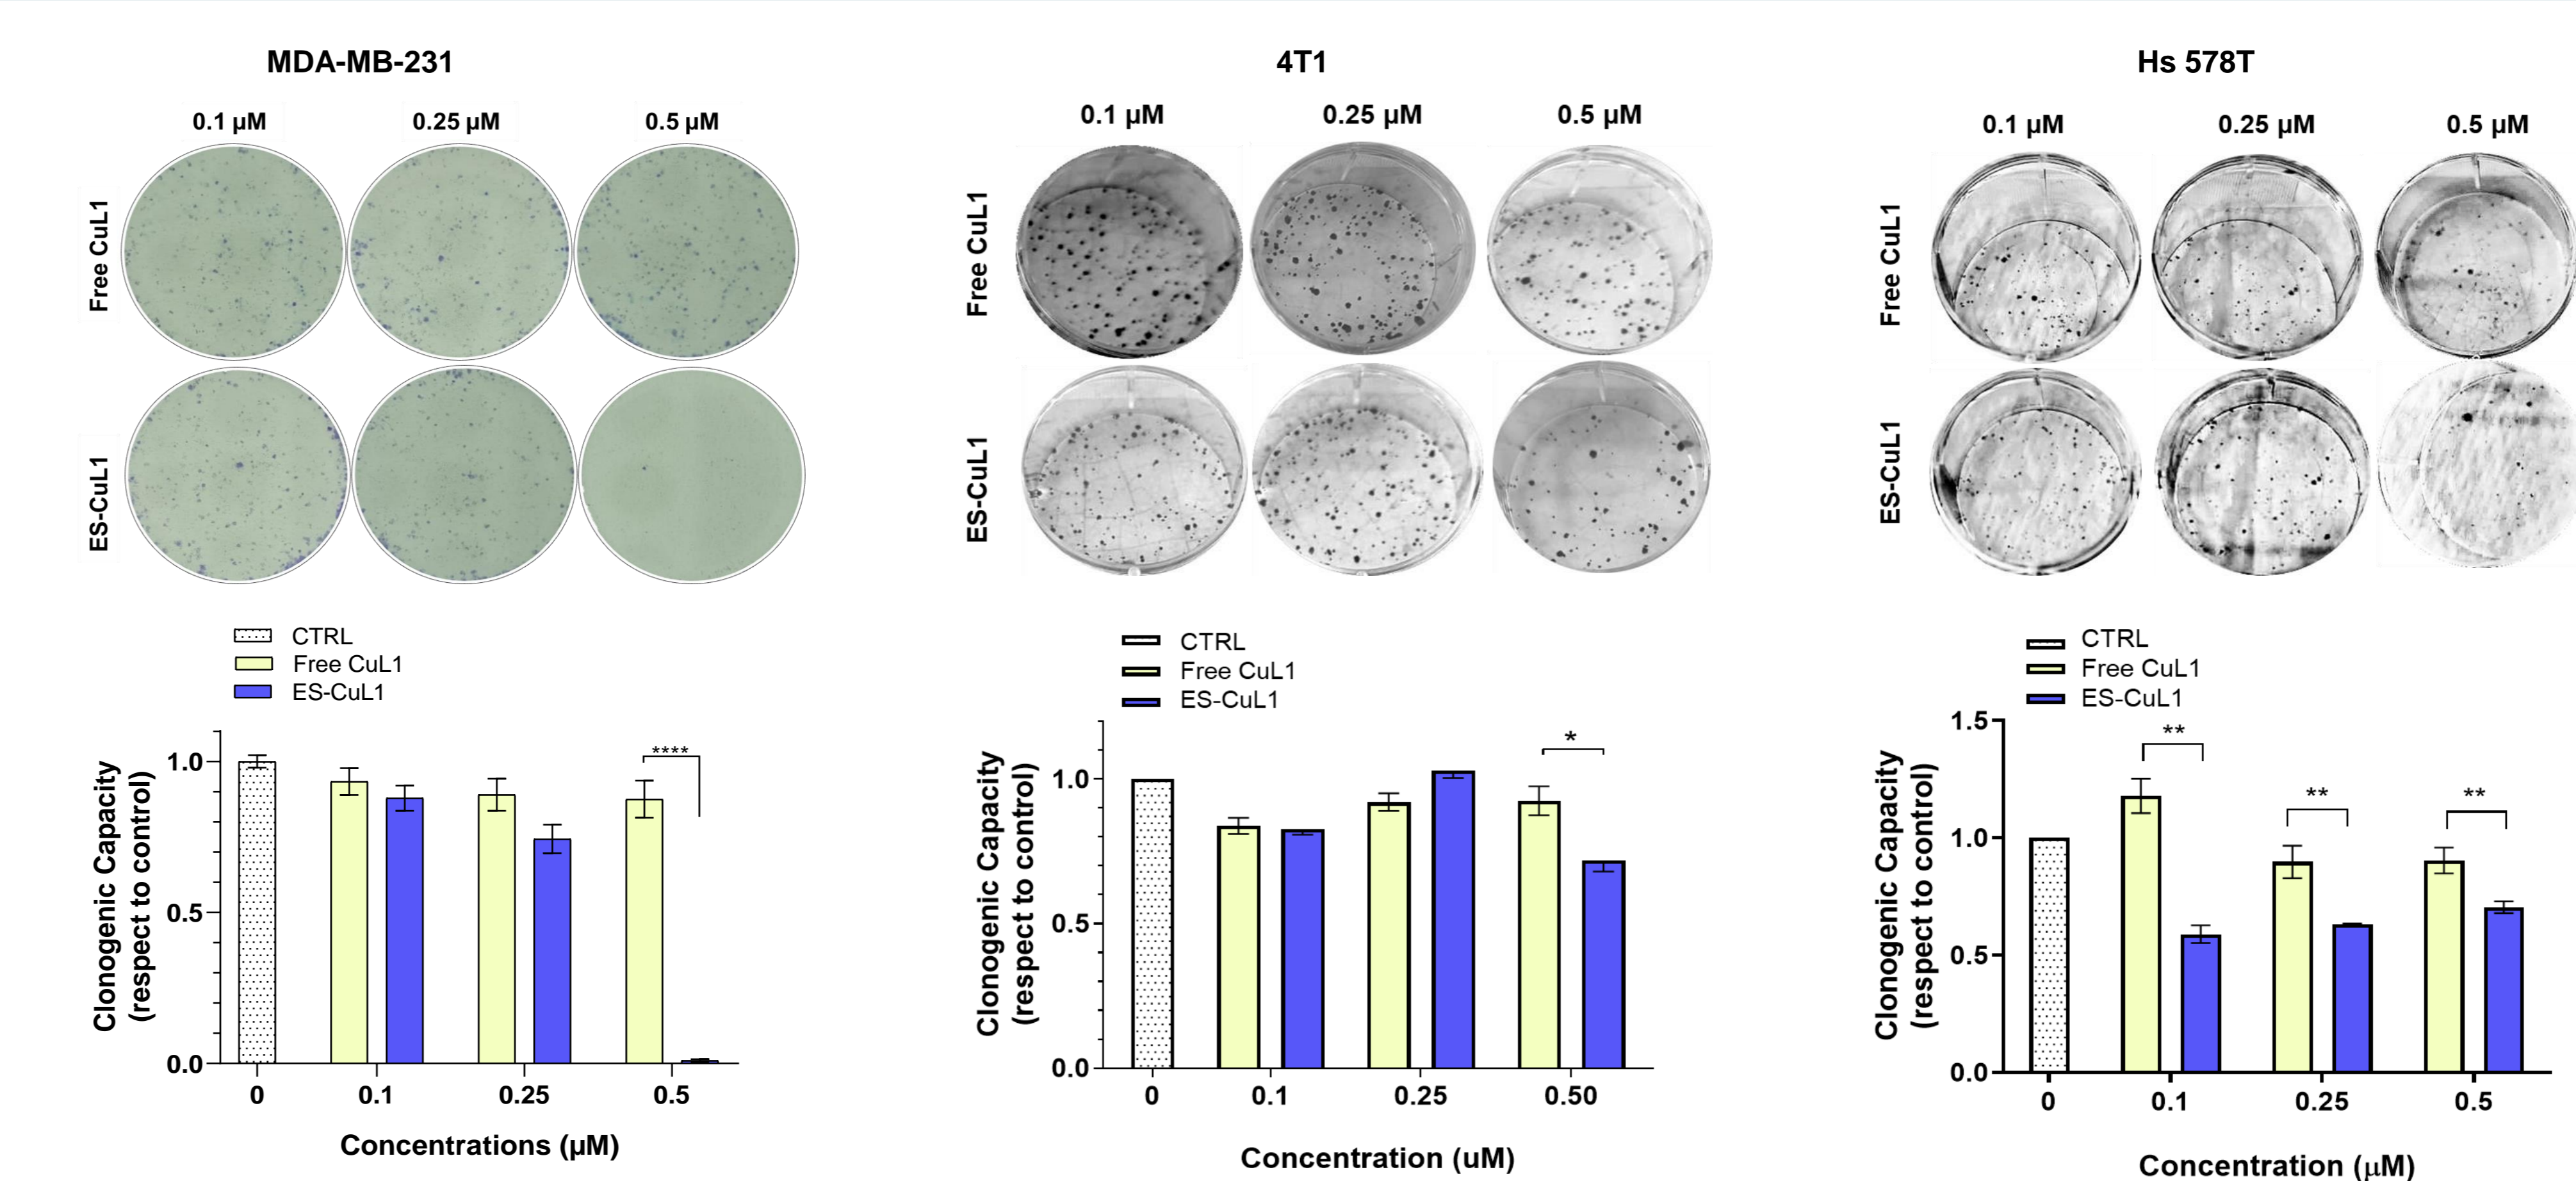 MDA-MB-231
0.1 µM 0.25 µM 0.5 µM
Free CuL1
ES-CuL1
CTRL
Free CuL1
ES-CuL1
Clonogenic Capacity
(respect to control)
1.0
0.5
0.0
****
0 0.1 0.25 0.5
Concentrations (µM)
4T1
0.1 µM 0.25 µM 0.5 µM
Free CuL1
ES-CuL1
CTRL
Free CuL1
ES-CuL1
Clonogenic Capacity
(respect to control)
1.0
0.5
0.0
*
0 0.1 0.25 0.50
Concentration (uM)
Hs 578T
0.1 µM 0.25 µM 0.5 µM
Free CuL1
ES-CuL1
CTRL
Free CuL1
ES-CuL1
Clonogenic Capacity
(respect to control)
1.5
1.0
0.5
0.0
** ** **
0 0.1 0.25 0.5
Concentration (µM)